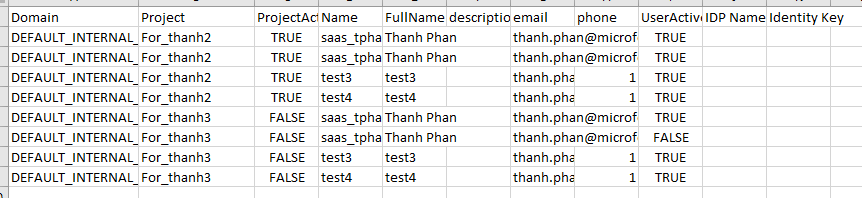 Domain Project ProjectAct Name FullName descriptio email phone UserActive IDP Name Identity Key
DEFAULT_INTERNAL_ For_thanh2 TRUE saas_tpha Thanh Phan thanh.phan@microf TRUE
DEFAULT_INTERNAL_ For_thanh2 TRUE saas_tpha Thanh Phan thanh.phan@microf TRUE
DEFAULT_INTERNAL_ For_thanh2 TRUE test3 test3 thanh.pha 1 TRUE
DEFAULT_INTERNAL_ For_thanh2 TRUE test4 test4 thanh.pha 1 TRUE
DEFAULT_INTERNAL_ For_thanh3 FALSE saas_tpha Thanh Phan thanh.phan@microf TRUE
DEFAULT_INTERNAL_ For_thanh3 FALSE saas_tpha Thanh Phan thanh.phan@microf FALSE
DEFAULT_INTERNAL_ For_thanh3 FALSE test3 test3 thanh.pha 1 TRUE
DEFAULT_INTERNAL_ For_thanh3 FALSE test4 test4 thanh.pha 1 TRUE